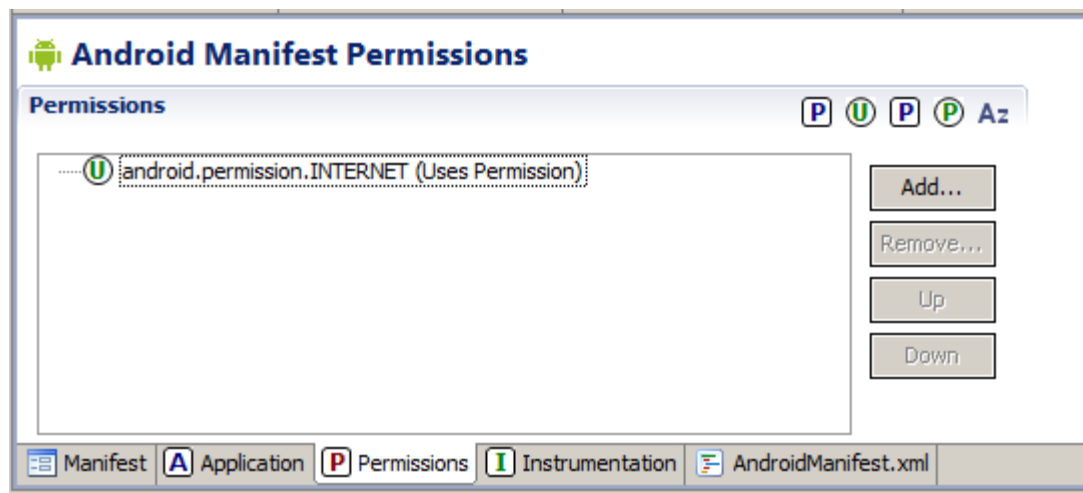 Android Manifest Permissions
Permissions
P U P P Az
U android.permission.INTERNET (Uses Permission)
Add...
Remove...
Up
Down
Manifest A Application P Permissions I Instrumentation AndroidManifest.xml